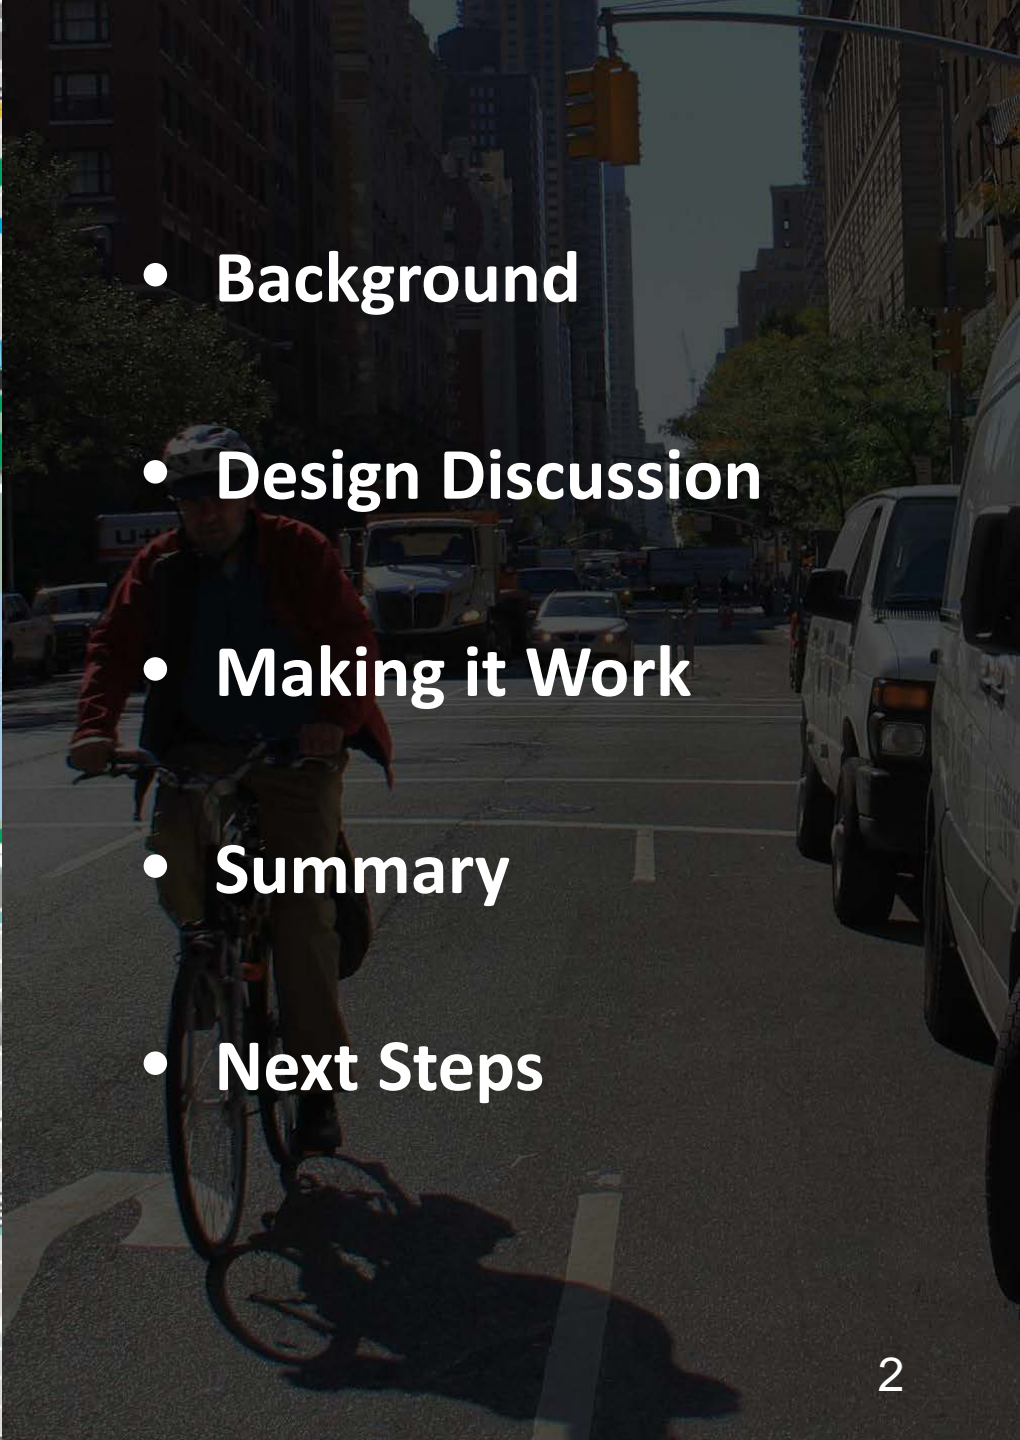 • Background
• Design Discussion
• Making it Work
• Summary
• Next Steps
2